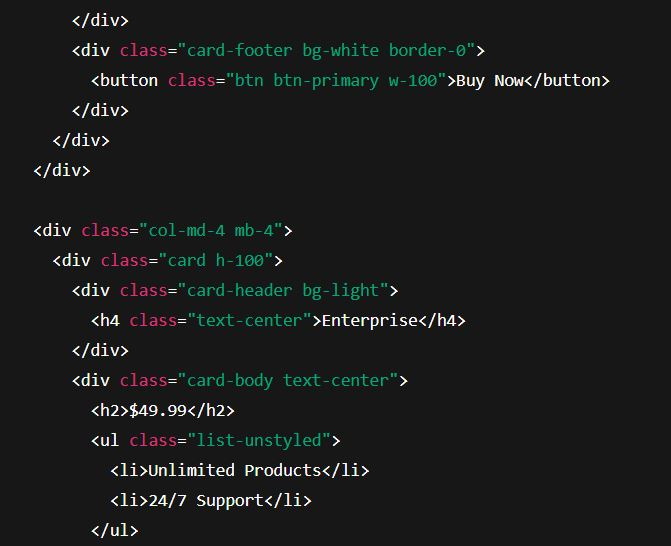 </div>
<div class="card-footer bg-white border-0">
<button class="btn btn-primary w-100">Buy Now</button>
</div>
</div>
</div>
<div class="col-md-4 mb-4">
<div class="card h-100">
<div class="card-header bg-light">
<h4 class="text-center">Enterprise</h4>
</div>
<div class="card-body text-center">
<h2>$49.99</h2>
<ul class="list-unstyled">
<li>Unlimited Products</li>
<li>24/7 Support</li>
</ul>